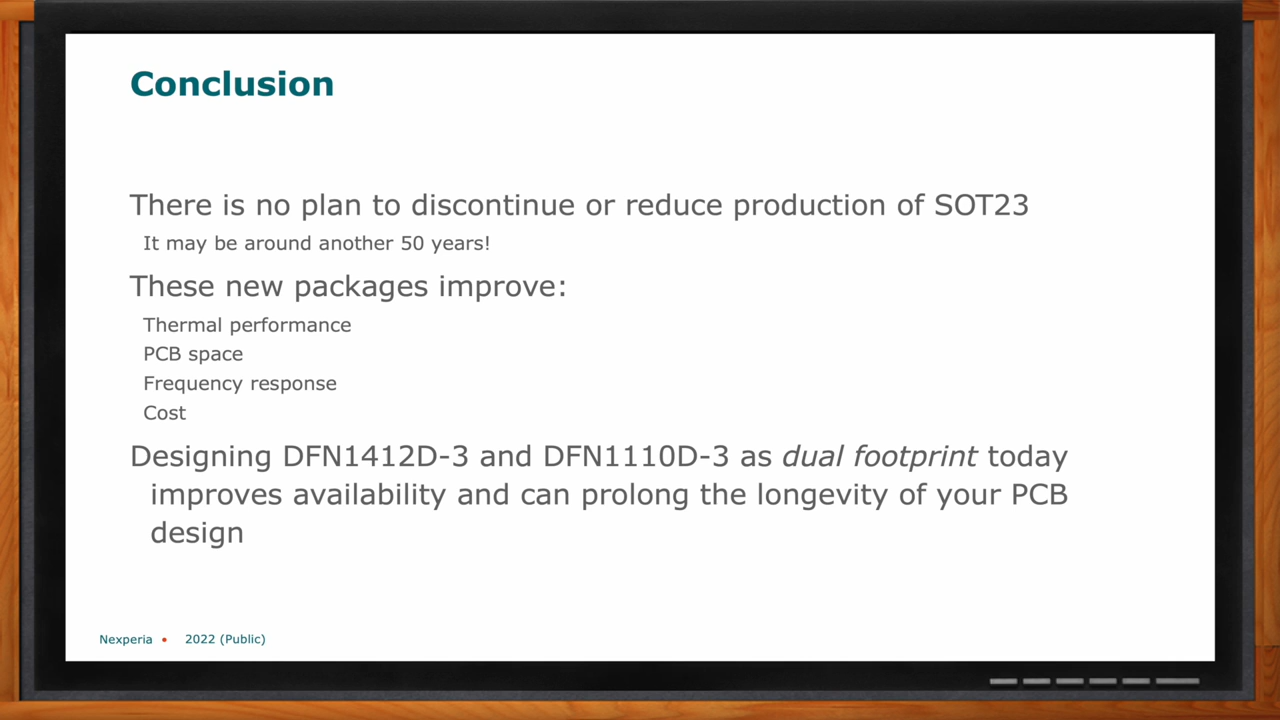 Conclusion
There is no plan to discontinue or reduce production of SOT23
It may be around another 50 years!
These new packages improve:
Thermal performance
PCB space
Frequency response
Cost
Designing DFN1412D-3 and DFN1110D-3 as dual footprint today
improves availability and can prolong the longevity of your PCB
design
Nexperia • 2022 (Public)